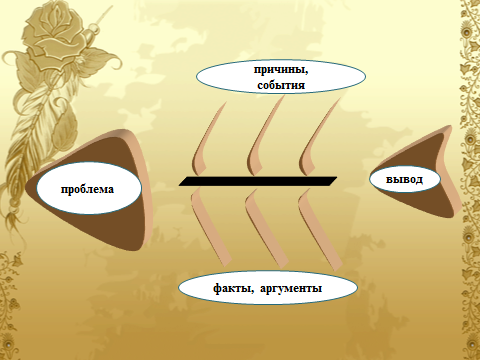 причины,
события
проблема
вывод
факты, аргументы